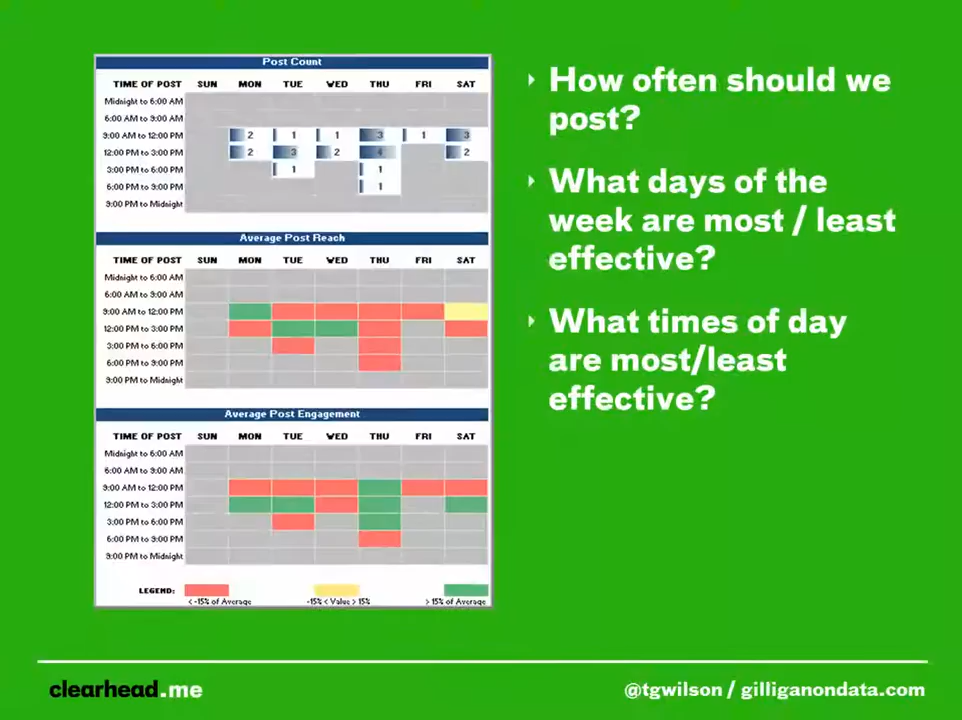 Post Count
TIME OF POST SUN MON TUE WED THU FRI SAT
Midnight to 6:00 AM
6:00 AM to 9:00 AM
9:00 AM to 12:00 PM 2 1 1 3 1 3
12:00 PM to 3:00 PM 2 3 2 4 2
3:00 PM to 6:00 PM 1 1
6:00 PM to 9:00 PM 1
9:00 PM to Midnight
Average Post Reach
TIME OF POST SUN MON TUE WED THU FRI SAT
Midnight to 6:00 AM
6:00 AM to 9:00 AM
9:00 AM to 12:00 PM
12:00 PM to 3:00 PM
3:00 PM to 6:00 PM
6:00 PM to 9:00 PM
9:00 PM to Midnight
Average Post Engagement
TIME OF POST SUN MON TUE WED THU FRI SAT
Midnight to 6:00 AM
6:00 AM to 9:00 AM
9:00 AM to 12:00 PM
12:00 PM to 3:00 PM
3:00 PM to 6:00 PM
6:00 PM to 9:00 PM
9:00 PM to Midnight
LEGEND:
< -15% of Average -15% < Value > 15% > 15% of Average
How often should we
post?
What days of the
week are most / least
effective?
What times of day
are most/least
effective?
clearhead.me
@tgwilson / gilliganondata.com